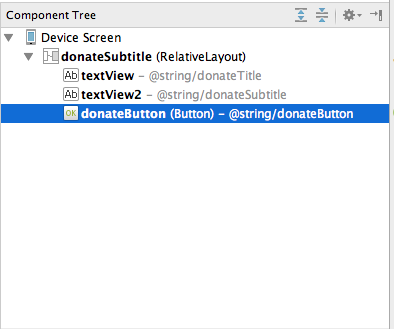 Component Tree
Device Screen
donateSubtitle (RelativeLayout)
Ab textView – @string/donateTitle
Ab textView2 – @string/donateSubtitle
OK donateButton (Button) – @string/donateButton